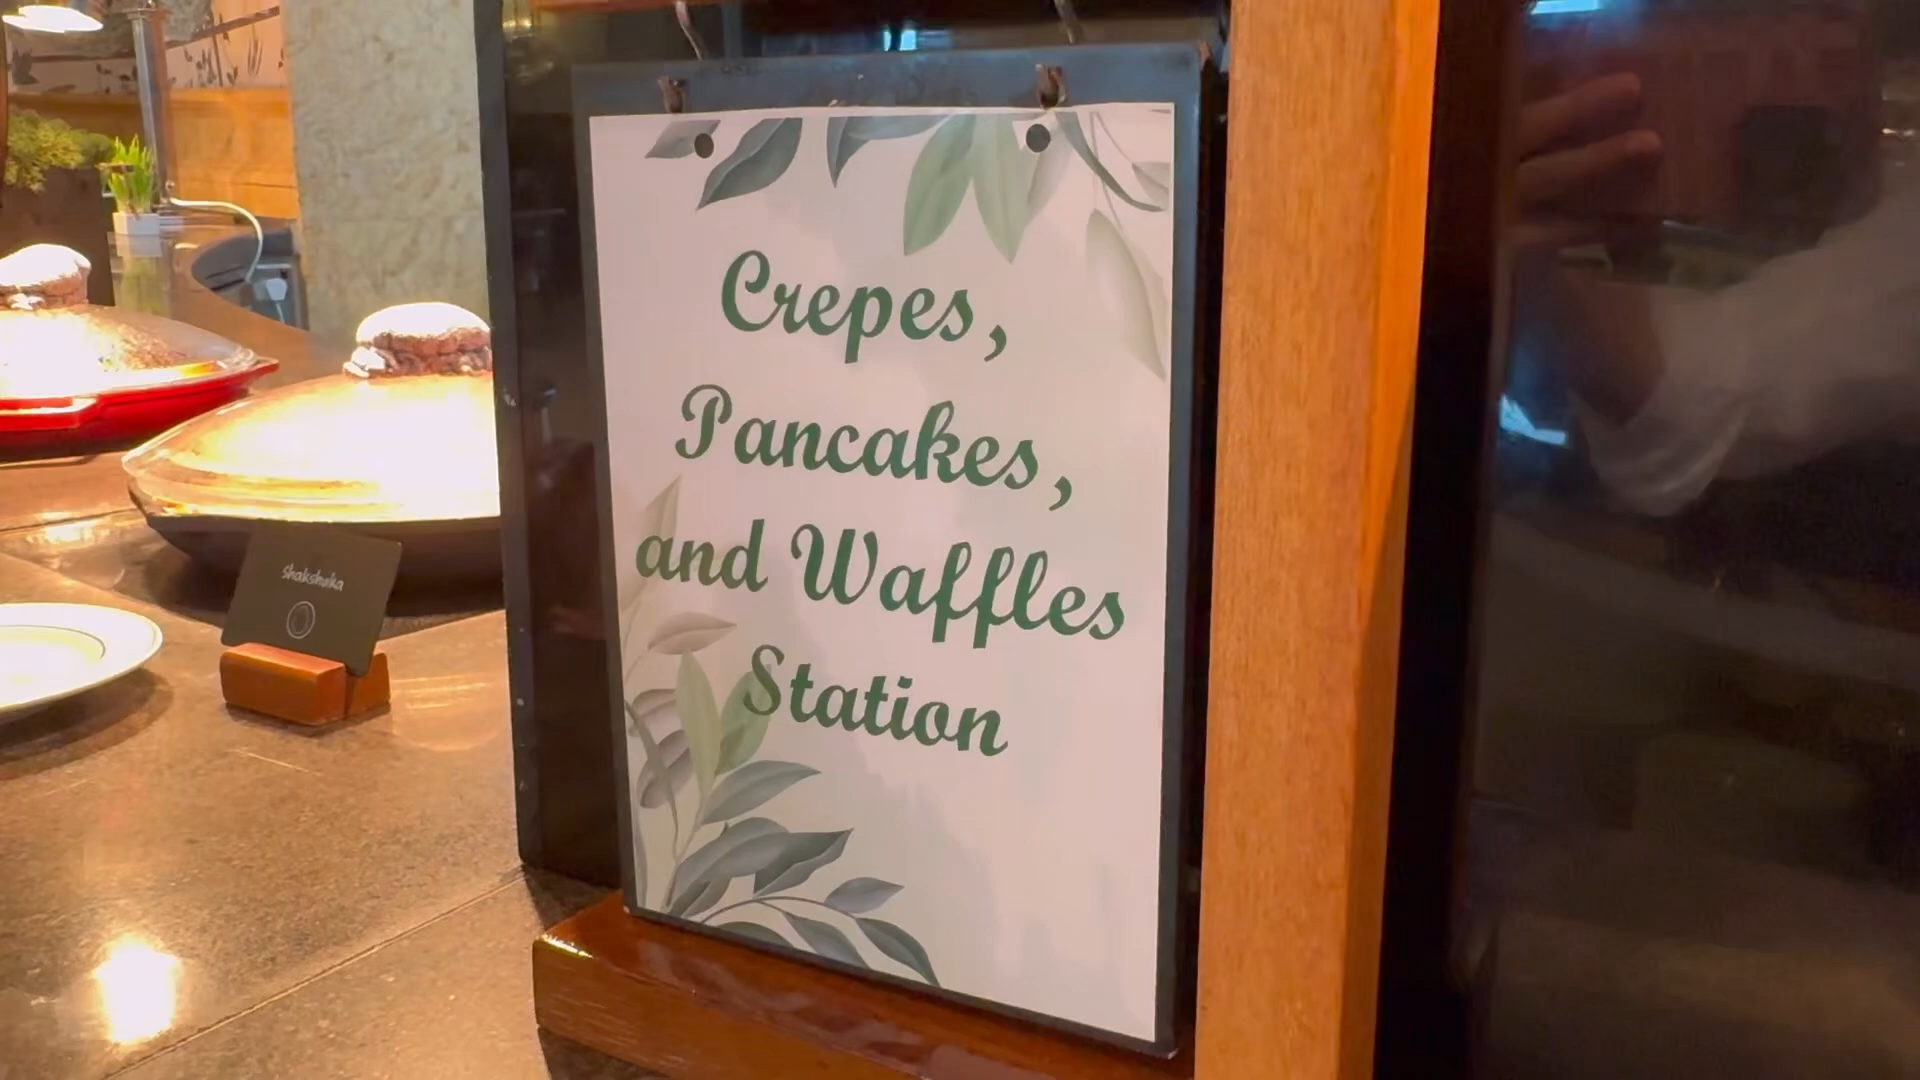 Crepes,
Pancakes,
and Waffles
Station
shakshuka